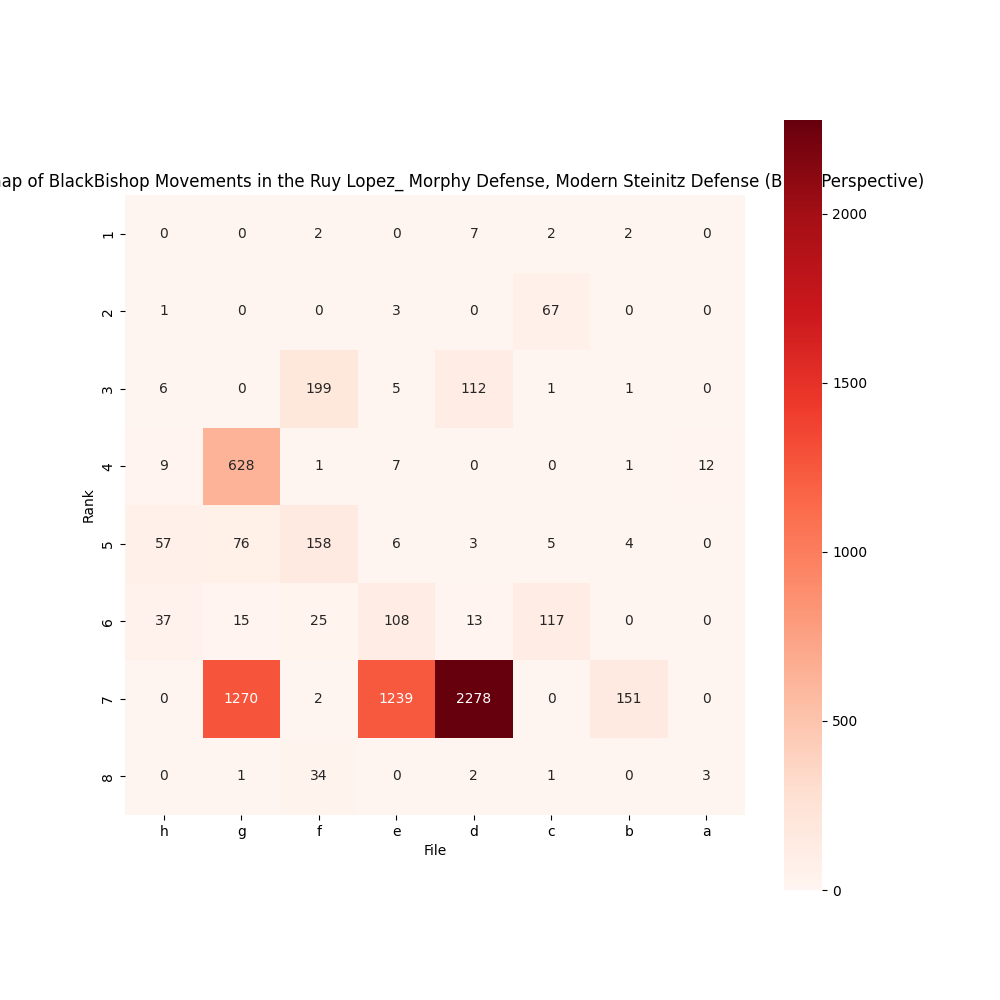 ap of BlackBishop Movements in the Ruy Lopez_ Morphy Defense, Modern Steinitz Defense (B Perspective)
1 0 0 2 0 7 2 2 0
2 1 0 0 3 0 67 0 0
3 6 0 199 5 112 1 1 0
4 9 628 1 7 0 0 1 12
Rank
5 57 76 158 6 3 5 4 0
6 37 15 25 108 13 117 0 0
7 0 1270 2 1239 2278 0 151 0
8 0 1 34 0 2 1 0 3
h g f e d c b a
File
2000
1500
1000
500
0